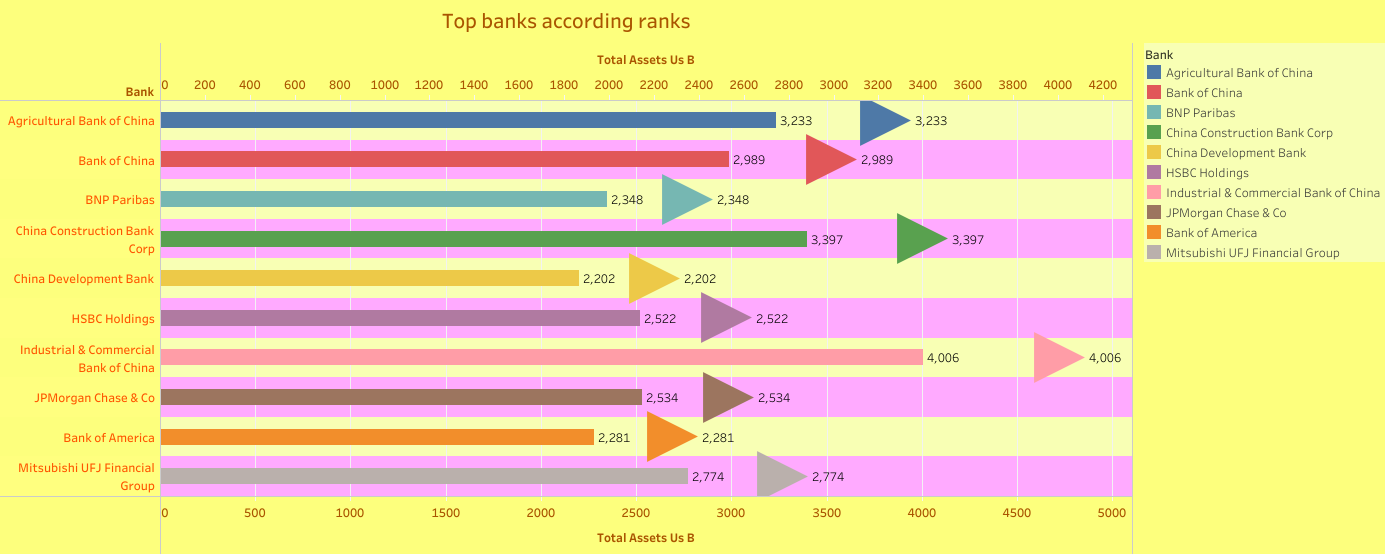 Top banks according ranks
Total Assets Us B
0 200 400 600 800 1000 1200 1400 1600 1800 2000 2200 2400 2600 2800 3000 3200 3400 3600 3800 4000 4200
Bank
Agricultural Bank of China 3,233 3,233
Bank of China 2,989 2,989
BNP Paribas 2,348 2,348
China Construction Bank
Corp 3,397 3,397
China Development Bank 2,202 2,202
HSBC Holdings 2,522 2,522
Industrial & Commercial
Bank of China 4,006 4,006
JPMorgan Chase & Co 2,534 2,534
Bank of America 2,281 2,281
Mitsubishi UFJ Financial
Group 2,774 2,774
0 500 1000 1500 2000 2500 3000 3500 4000 4500 5000
Total Assets Us B
Bank
Agricultural Bank of China
Bank of China
BNP Paribas
China Construction Bank Corp
China Development Bank
HSBC Holdings
Industrial & Commercial Bank of China
JPMorgan Chase & Co
Bank of America
Mitsubishi UFJ Financial Group